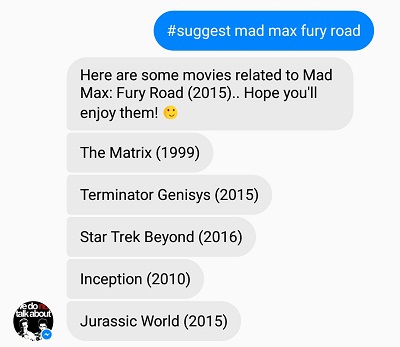 #suggest mad max fury road
Here are some movies related to Mad
Max: Fury Road (2015).. Hope you'll
enjoy them! 🙂
The Matrix (1999)
Terminator Genisys (2015)
Star Trek Beyond (2016)
Inception (2010)
Jurassic World (2015)
talk about